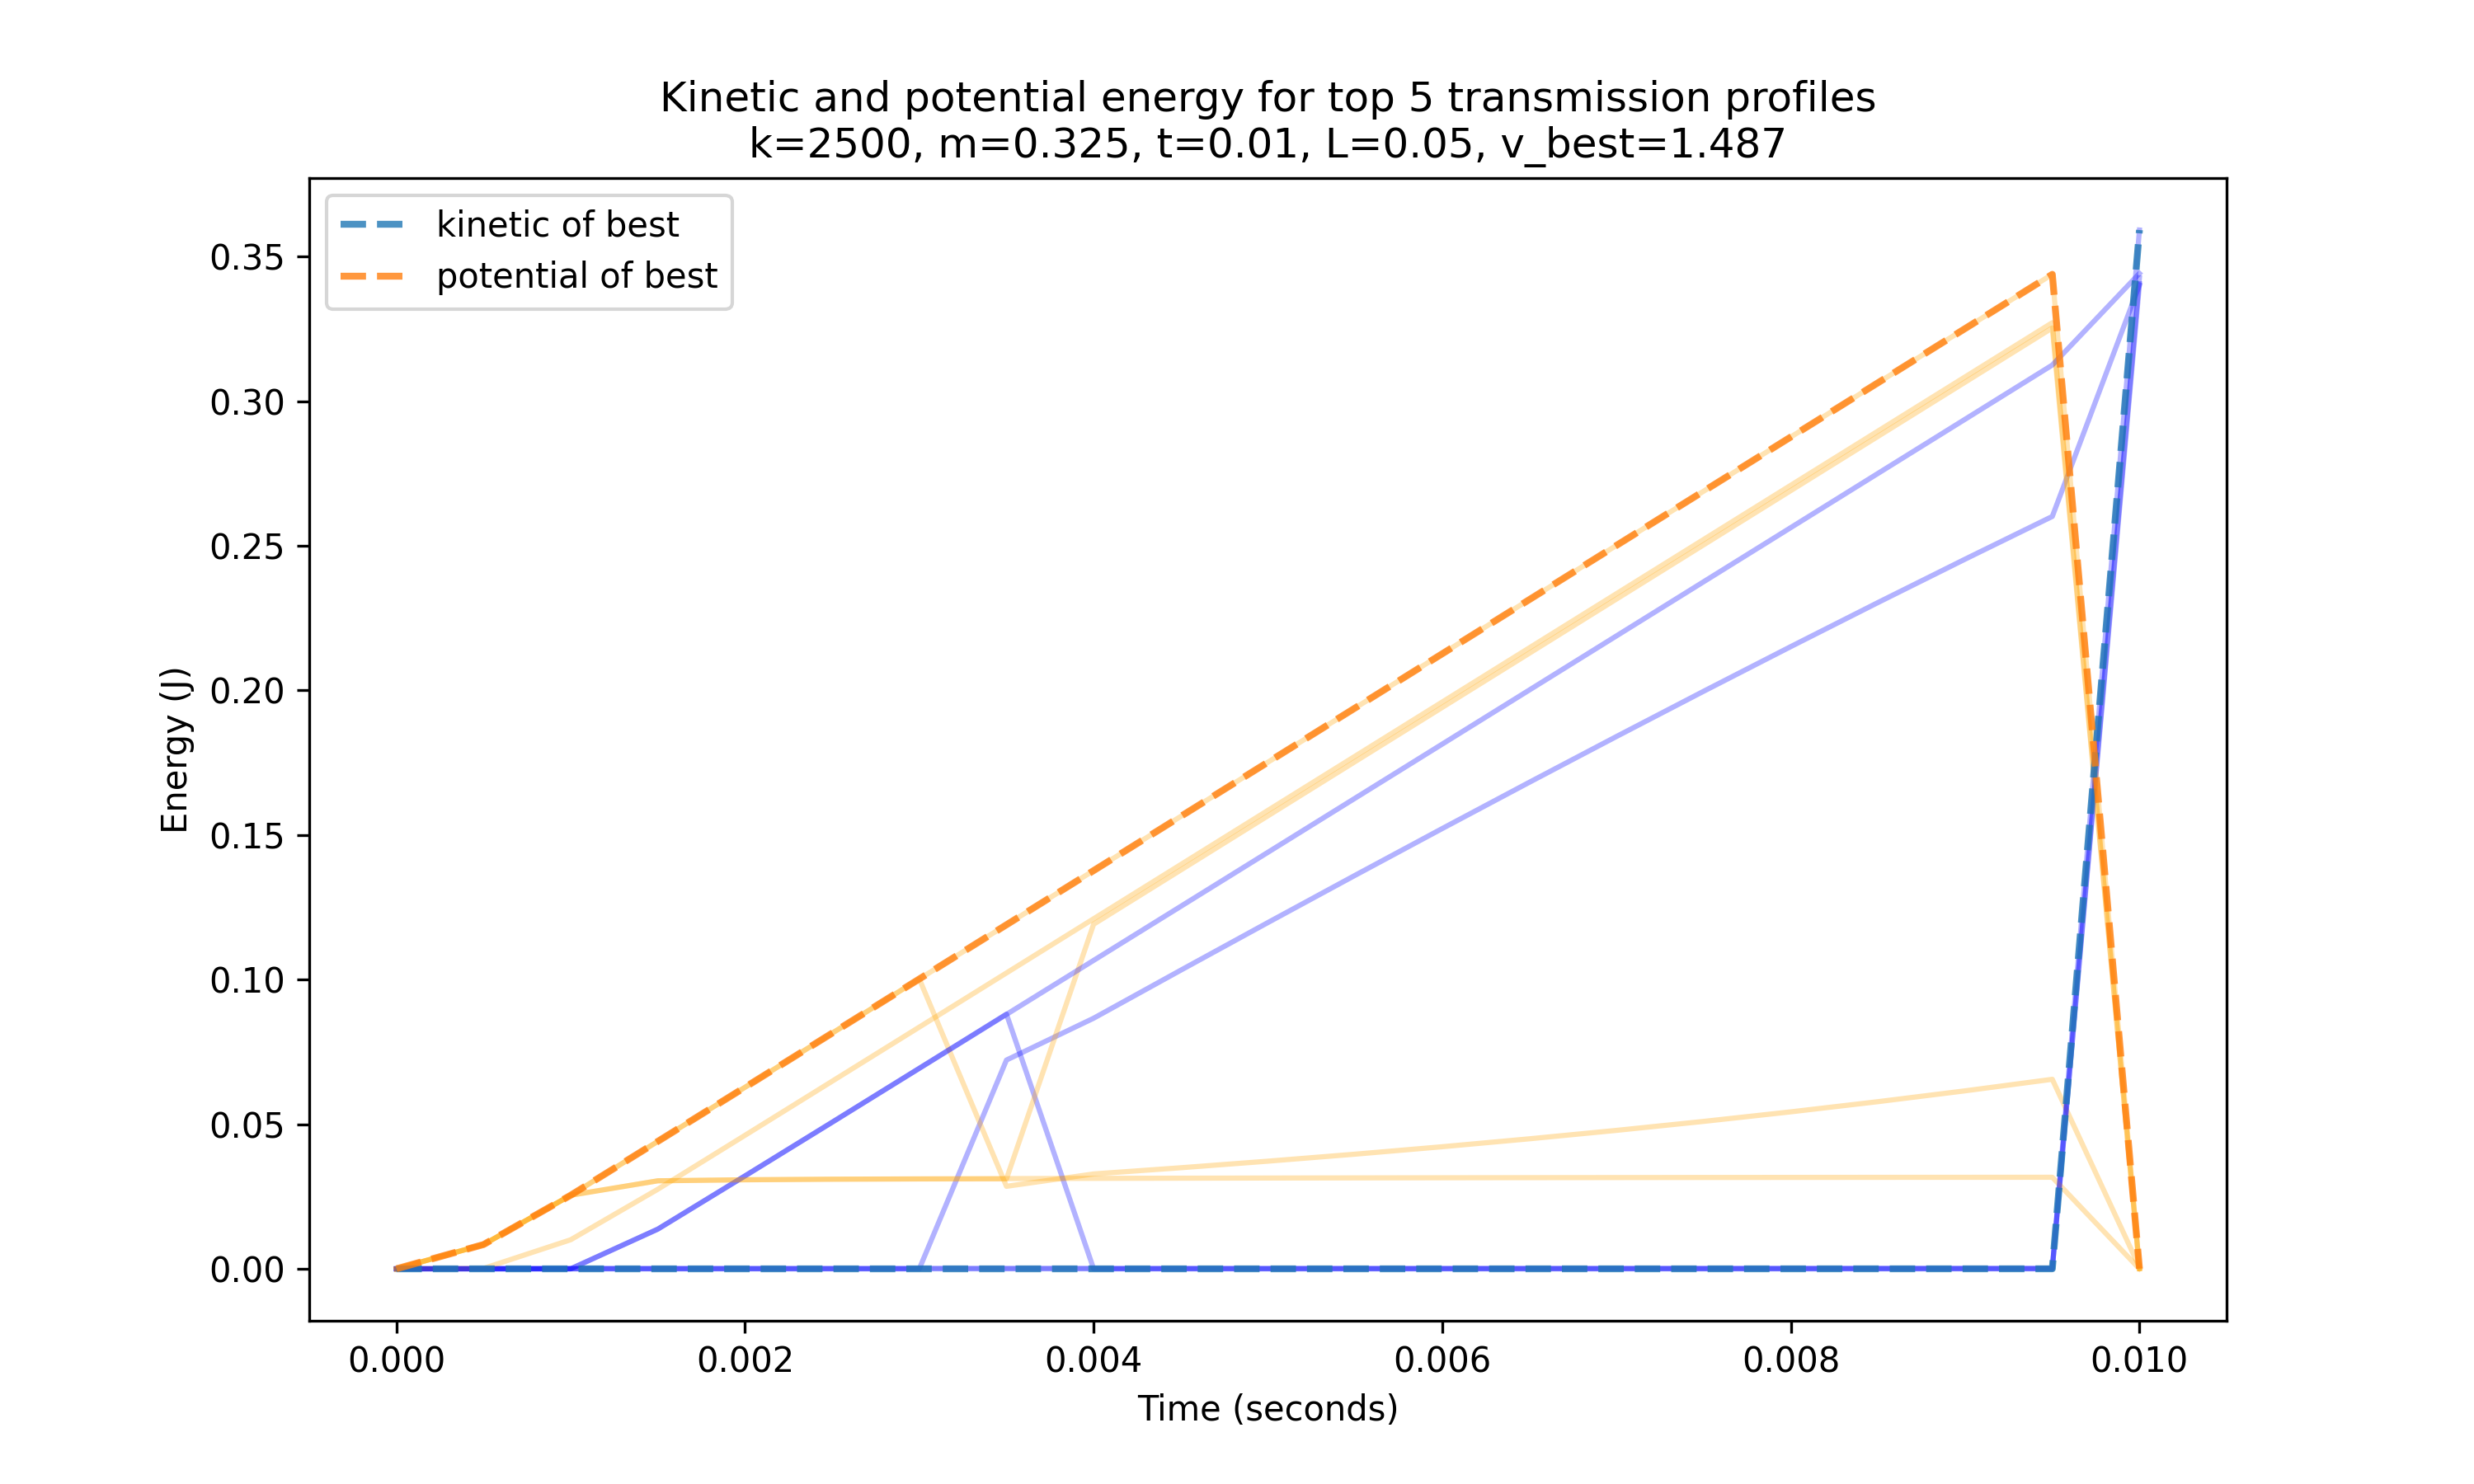 Kinetic and potential energy for top 5 transmission profiles
k=2500, m=0.325, t=0.01, L=0.05, v_best=1.487
kinetic of best
potential of best
0.35
0.30
0.25
0.20
0.15
0.10
0.05
0.00
Energy (J)
0.000 0.002 0.004 0.006 0.008 0.010
Time (seconds)